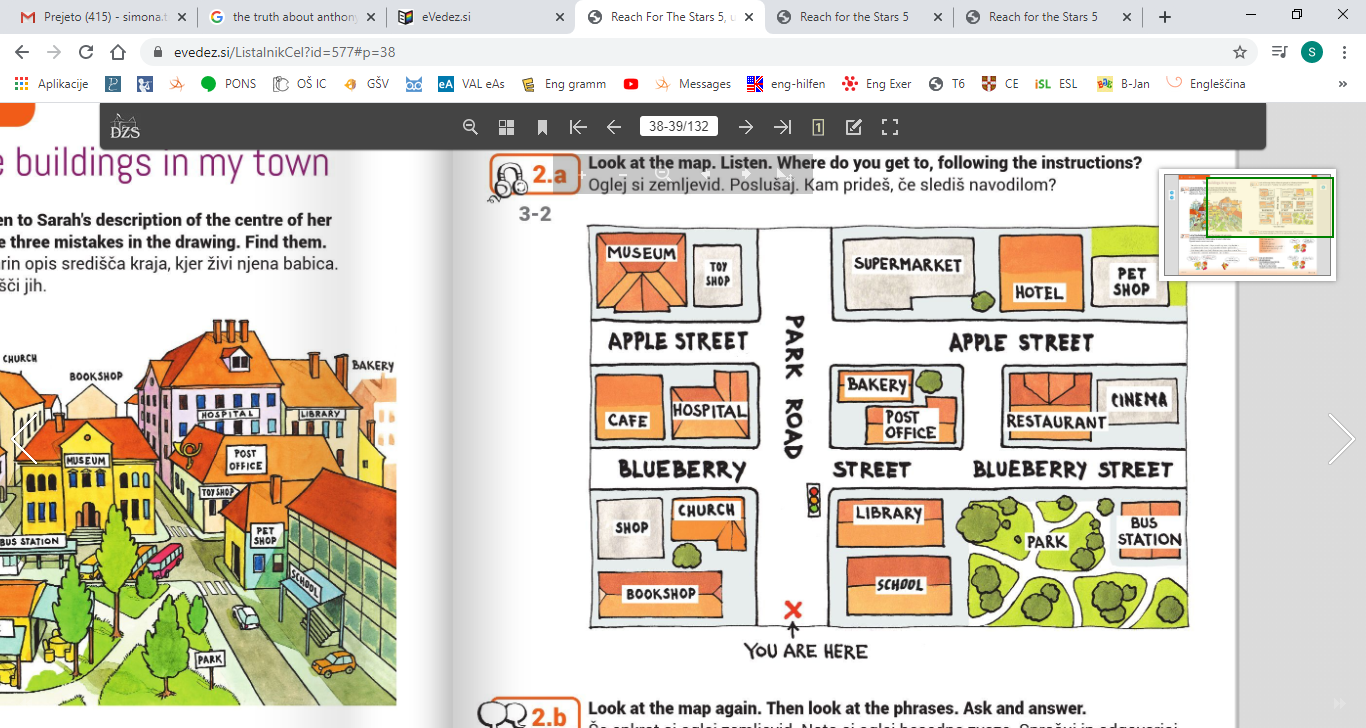 Prejeto (415) - simona.t
the truth about anthony
eVedez.si
Reach For The Stars 5, u
Reach for the Stars 5
Reach for the Stars 5
evedez.si/ListalnikCel?id=577#p=38
S
Aplikacije
PONS
OŠ IC
GŠV
eA
VAL eAs
Eng gramm
Messages
eng-hilfen
Eng Exer
T6
CE
iSL
ESL
B-Jan
Engleščina
DZS
38-39/132
1
e buildings in my town
en to Sarah's description of the centre of her
e three mistakes in the drawing. Find them.
rin opis središča kraja, kjer živi njena babica.
šči jih.
CHURCH
BOOKSHOP
BAKERY
HOSPITAL
LIBRARY
MUSEUM
POST
OFFICE
TOY SHOP
BUS STATION
PET
SHOP
SCHOOL
PARK
2.a
Look at the map. Listen. Where do you get to, following the instructions?
Oglej si zemljevid. Poslušaj. Kam prideš, če slediš navodilom?
3-2
MUSEUM
TOY
SHOP
SUPERMARKET
HOTEL
PET
SHOP
APPLE STREET
PARK ROAD
APPLE STREET
CAFE
HOSPITAL
BAKERY
POST
OFFICE
RESTAURANT
CINEMA
BLUEBERRY
STREET
BLUEBERRY STREET
SHOP
CHURCH
LIBRARY
PARK
BUS
STATION
BOOKSHOP
SCHOOL
X
YOU ARE HERE
2.b
Look at the map again. Then look at the phrases. Ask and answer.